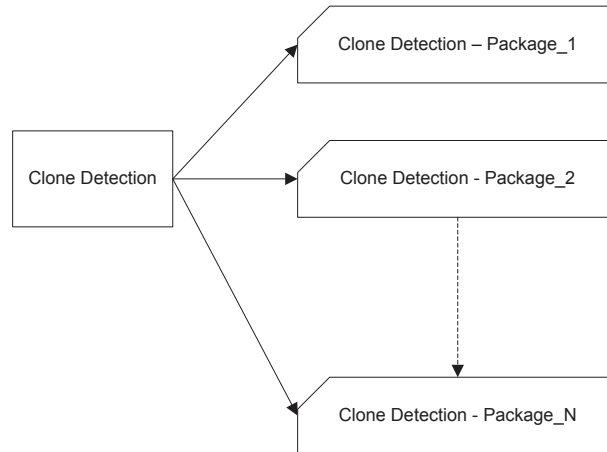 Clone Detection – Package_1
Clone Detection
Clone Detection - Package_2
Clone Detection - Package_N